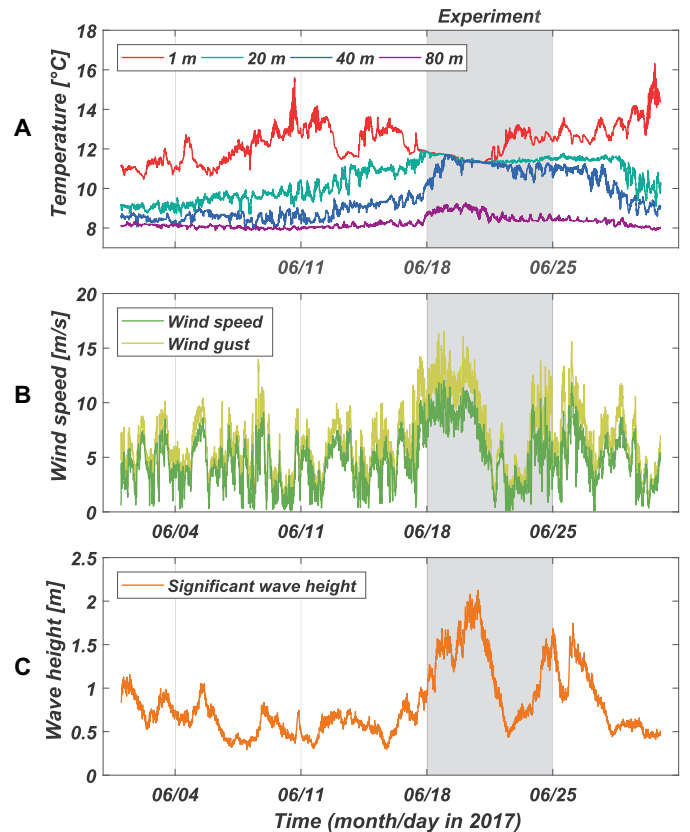 Experiment
A
Temperature [°C]
18
16
14
12
10
8
1 m 20 m 40 m 80 m
06/11 06/18 06/25
B
Wind speed [m/s]
20
15
10
5
0
Wind speed
Wind gust
06/04 06/11 06/18 06/25
C
Wave height [m]
2.5
2
1.5
1
0.5
0
Significant wave height
06/04 06/11 06/18 06/25
Time (month/day in 2017)